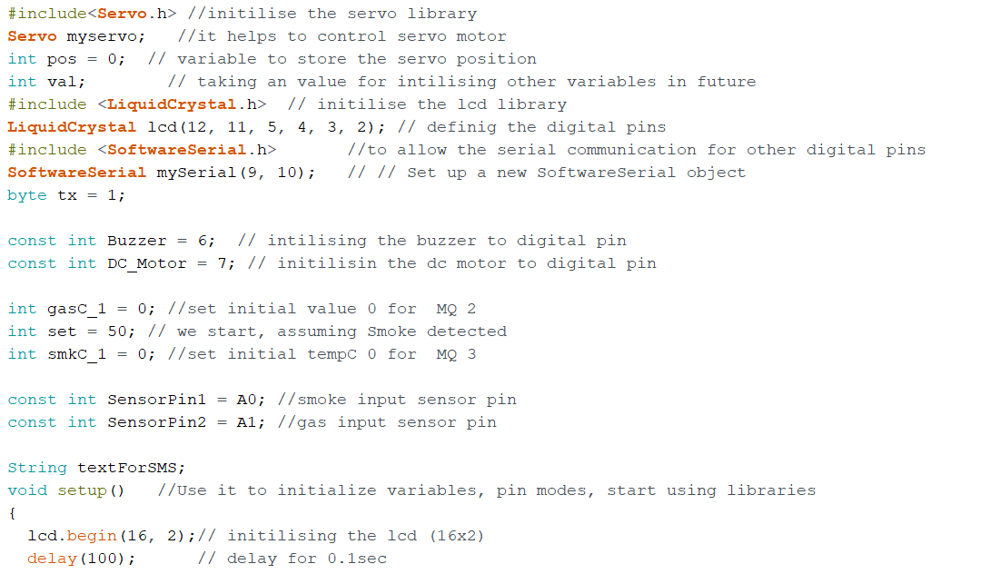 #include<Servo.h> //initilise the servo library
Servo myservo;   //it helps to control servo motor
int pos = 0;  // variable to store the servo position
int val;        // taking an value for intilising other variables in future
#include <LiquidCrystal.h>  // initilise the lcd library
LiquidCrystal lcd(12, 11, 5, 4, 3, 2); // definig the digital pins
#include <SoftwareSerial.h>       //to allow the serial communication for other digital pins
SoftwareSerial mySerial(9, 10);   // // Set up a new SoftwareSerial object
byte tx = 1;

const int Buzzer = 6;  // intilising the buzzer to digital pin
const int DC_Motor = 7; // initilisin the dc motor to digital pin

int gasC_1 = 0; //set initial value 0 for  MQ 2
int set = 50; // we start, assuming Smoke detected
int smkC_1 = 0; //set initial tempC 0 for  MQ 3

const int SensorPin1 = A0; //smoke input sensor pin
const int SensorPin2 = A1; //gas input sensor pin

String textForSMS;
void setup()   //Use it to initialize variables, pin modes, start using libraries
{
  lcd.begin(16, 2);// initilising the lcd (16x2)
  delay(100);      // delay for 0.1sec